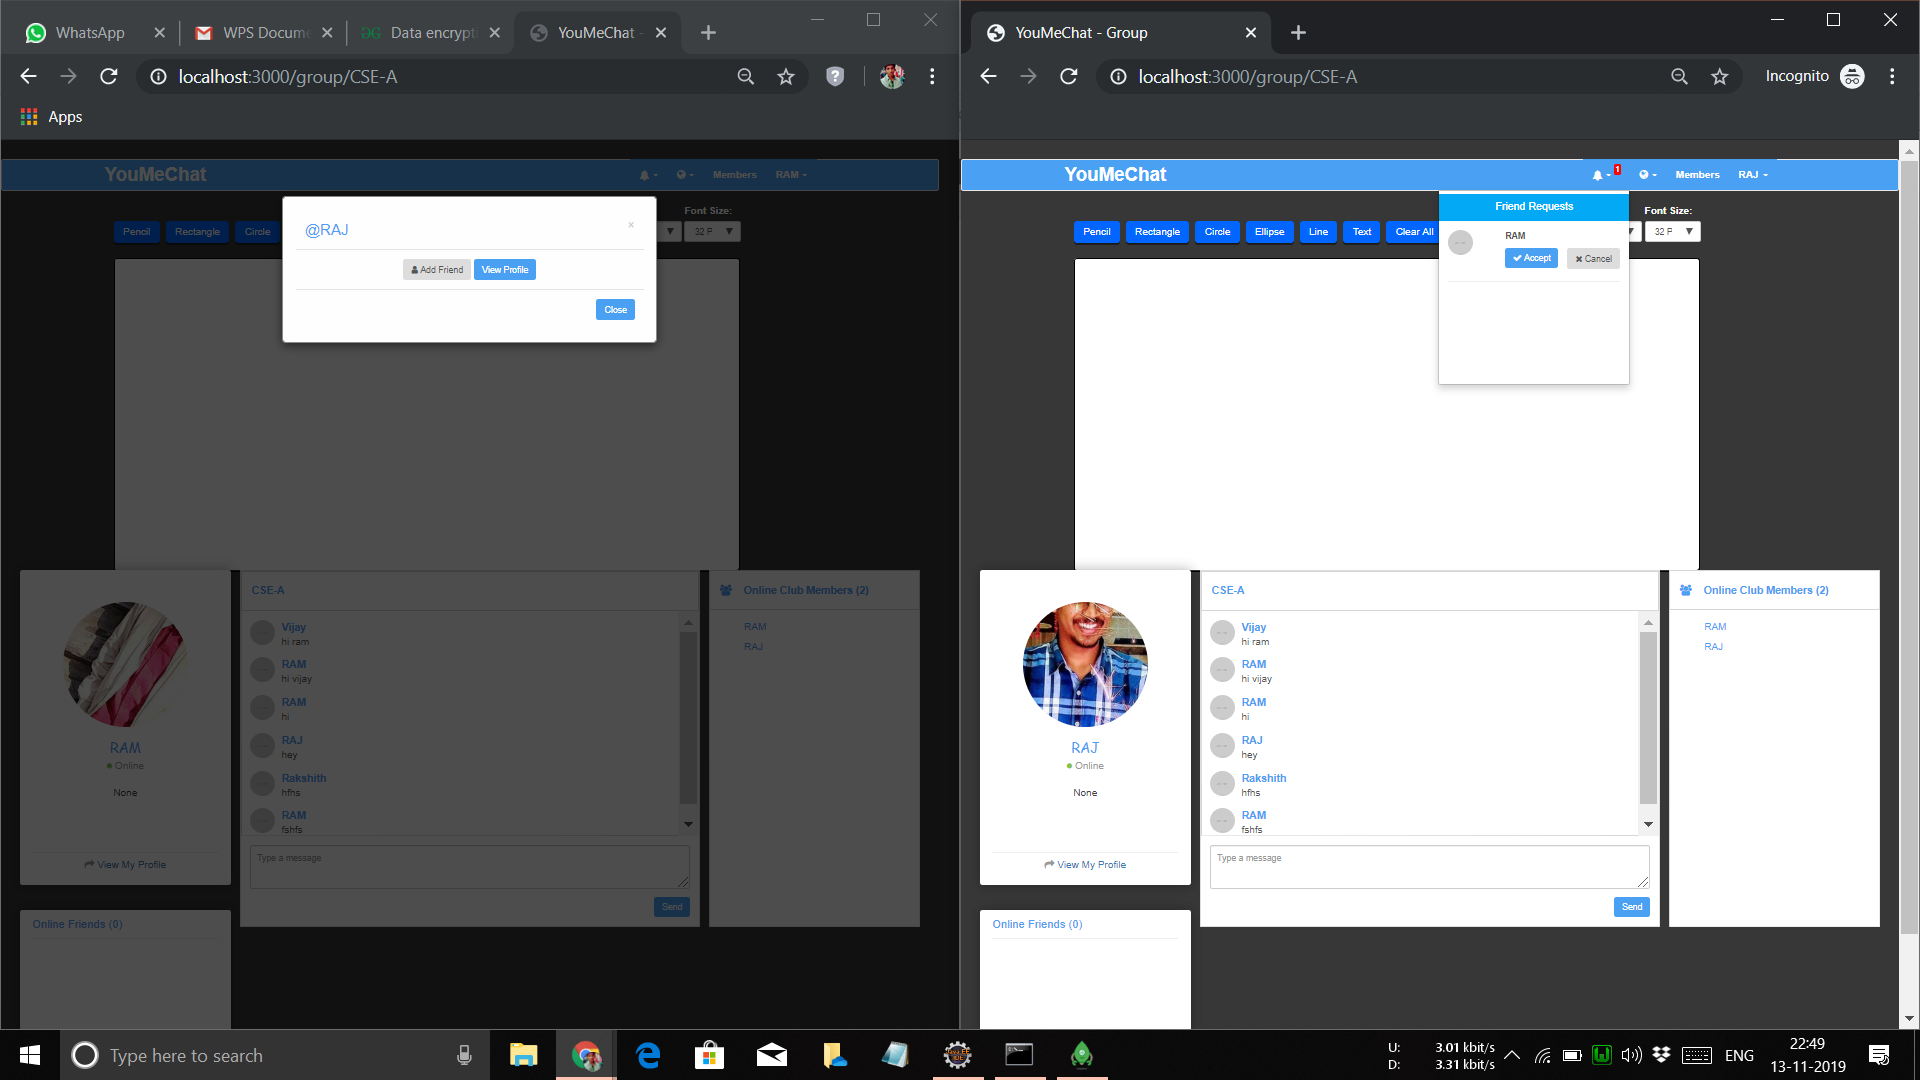 WhatsApp
WPS Docum
Data encrypt
YouMeChat -
localhost:3000/group/CSE-A
Apps
YouMeChat
Members
RAM
Font Size:
Pencil
Rectangle
Circle
32 P
@RAJ
×
Add Friend
View Profile
Close
RAM
Online
None
View My Profile
Online Friends (0)
CSE-A
Vijay
hi ram
RAM
hi vijay
RAM
hi
RAJ
hey
Rakshith
hfhs
RAM
fshfs
Type a message
Send
Online Club Members (2)
RAM
RAJ
YouMeChat - Group
localhost:3000/group/CSE-A
Incognito
YouMeChat
1
Members
RAJ
Friend Requests
RAM
Accept
Cancel
Font Size:
Pencil
Rectangle
Circle
Ellipse
Line
Text
Clear All
32 P
RAJ
Online
None
View My Profile
Online Friends (0)
CSE-A
Vijay
hi ram
RAM
hi vijay
RAM
hi
RAJ
hey
Rakshith
hfhs
RAM
fshfs
Type a message
Send
Online Club Members (2)
RAM
RAJ
Type here to search
U: 3.01 kbit/s
D: 3.31 kbit/s
ENG
22:49
13-11-2019